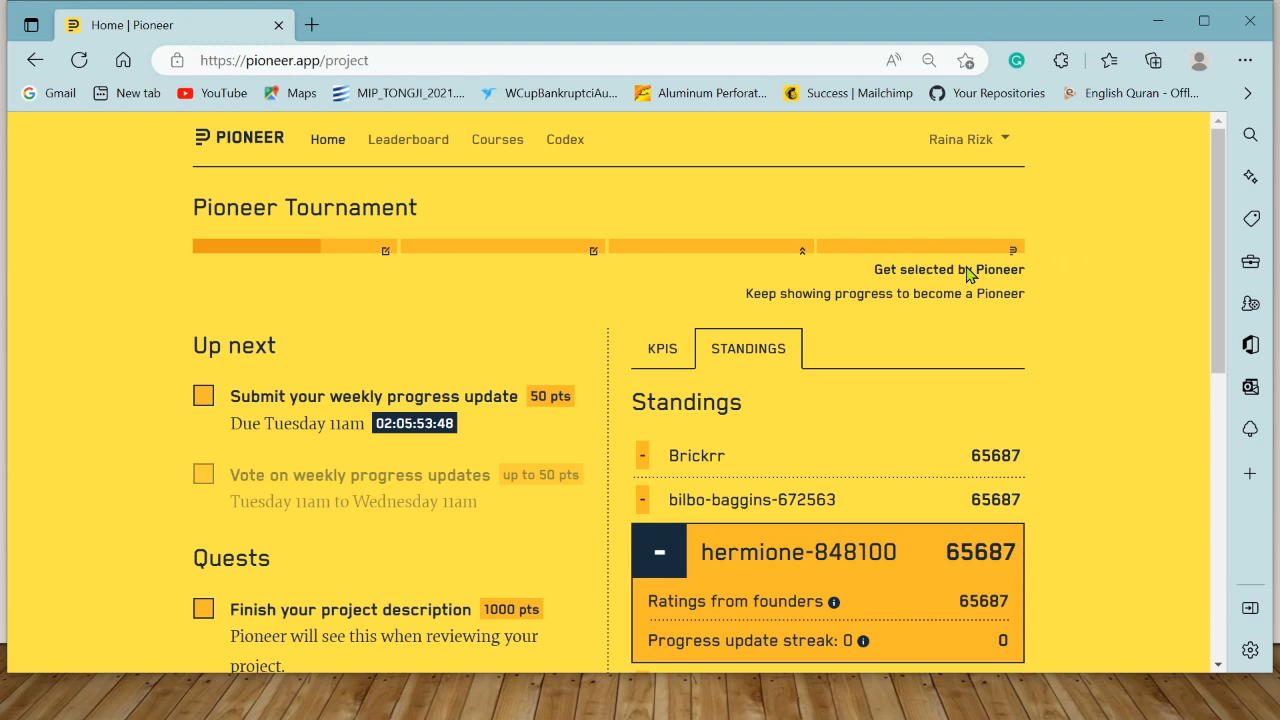 Home | Pioneer
https://pioneer.app/project
Gmail
New tab
YouTube
Maps
MIP_TONGJI_2021....
WCupBankruptciAu...
Aluminum Perforat...
Success | Mailchimp
Your Repositories
English Quran - Offl...
PIONEER
Home
Leaderboard
Courses
Codex
Raina Rizk
Pioneer Tournament
Get selected by Pioneer
Keep showing progress to become a Pioneer
Up next
Submit your weekly progress update 50 pts
Due Tuesday 11am 02:05:53:48
Vote on weekly progress updates up to 50 pts
Tuesday 11am to Wednesday 11am
Quests
Finish your project description 1000 pts
Pioneer will see this when reviewing your
project.
KPIS
STANDINGS
Standings
- Brickrr 65687
- bilbo-baggins-672563 65687
- hermione-848100 65687
Ratings from founders 65687
Progress update streak: 0 0